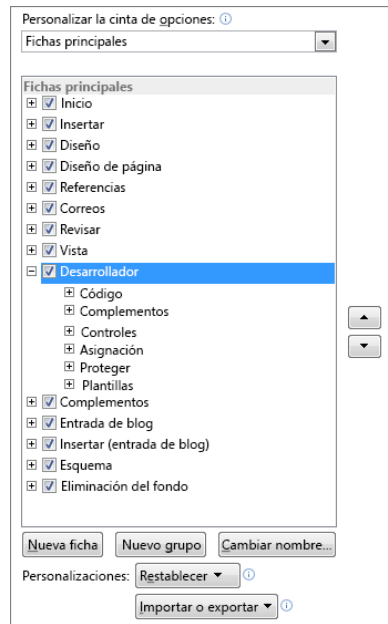 Personalizar la cinta de opciones:
Fichas principales
Fichas principales
Inicio
Insertar
Diseño
Diseño de página
Referencias
Correos
Revisar
Vista
Desarrollador
Código
Complementos
Controles
Asignación
Proteger
Plantillas
Complementos
Entrada de blog
Insertar (entrada de blog)
Esquema
Eliminación del fondo
Nueva ficha Nuevo grupo Cambiar nombre...
Personalizaciones: Restablecer
Importar o exportar